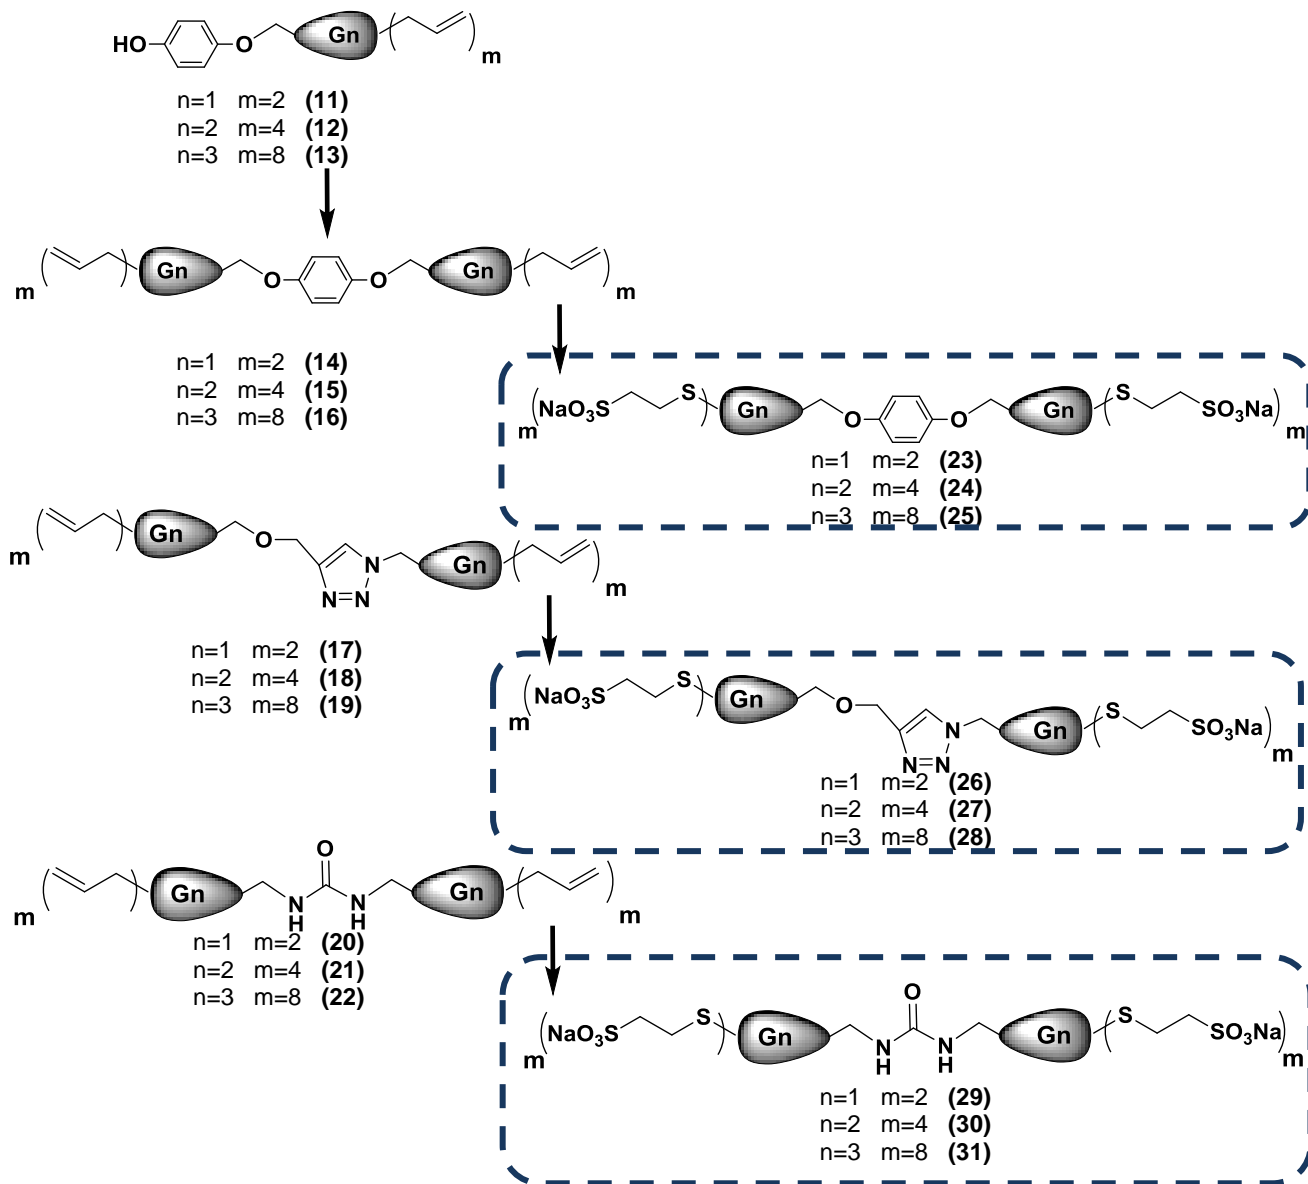 HO O Gn m
n=1 m=2 (11)
n=2 m=4 (12)
n=3 m=8 (13)
m Gn O O Gn m
n=1 m=2 (14)
n=2 m=4 (15)
n=3 m=8 (16)
m NaO3S S Gn O O Gn S SO3Na m
n=1 m=2 (23)
n=2 m=4 (24)
n=3 m=8 (25)
m Gn O N N=N Gn m
n=1 m=2 (17)
n=2 m=4 (18)
n=3 m=8 (19)
m NaO3S S Gn O N N=N Gn S SO3Na m
n=1 m=2 (26)
n=2 m=4 (27)
n=3 m=8 (28)
m Gn N H O N H Gn m
n=1 m=2 (20)
n=2 m=4 (21)
n=3 m=8 (22)
m NaO3S S Gn N H O N H Gn S SO3Na m
n=1 m=2 (29)
n=2 m=4 (30)
n=3 m=8 (31)